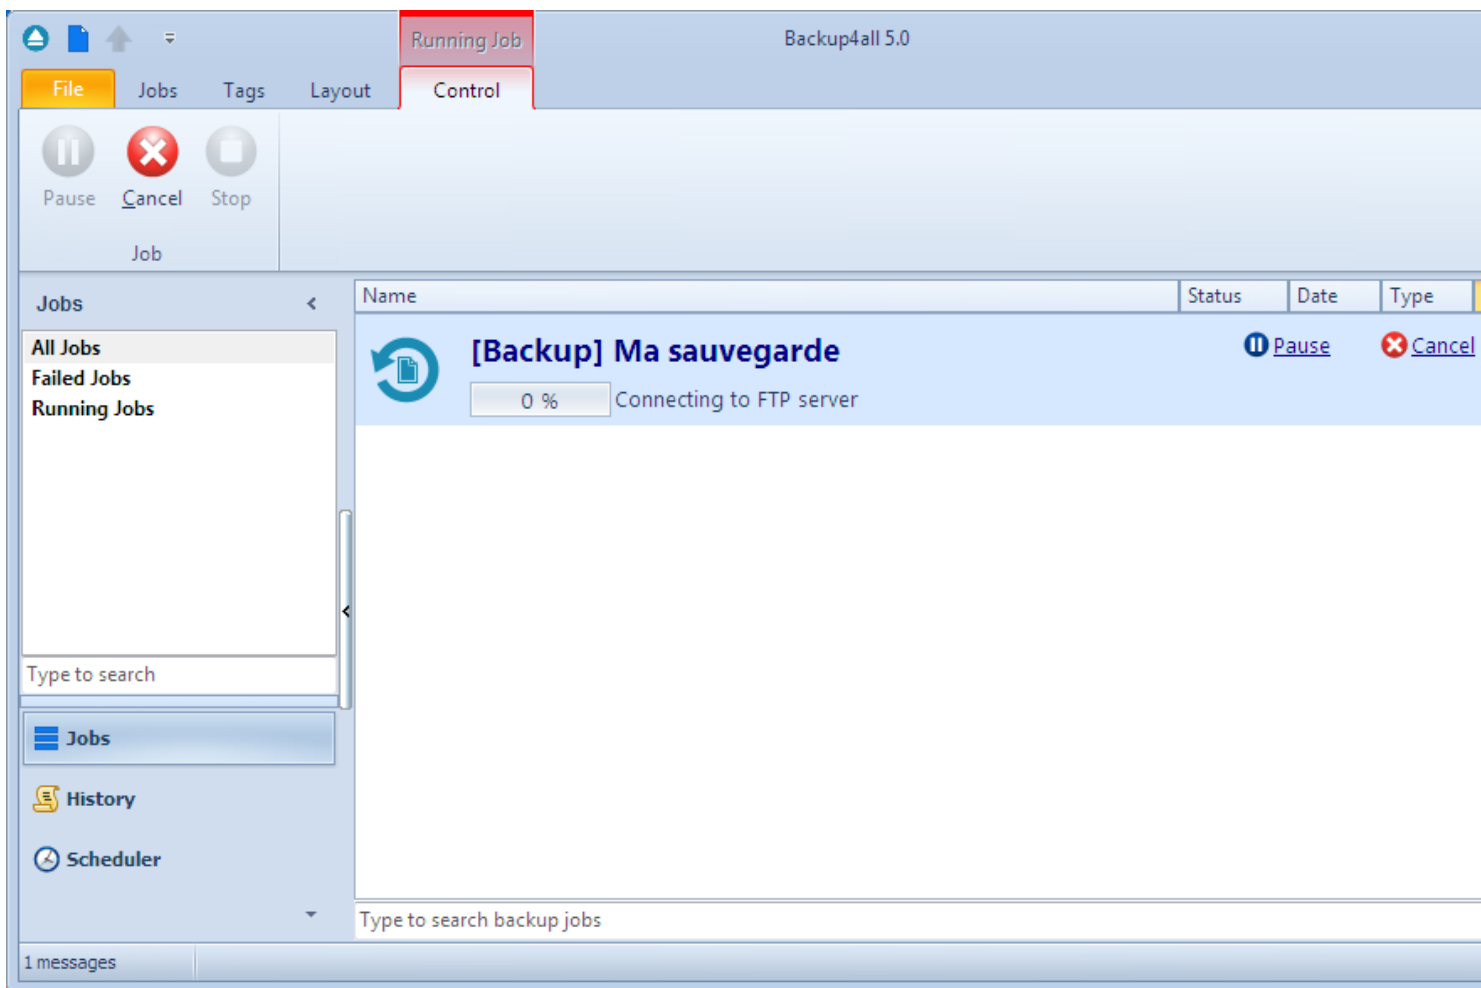 Running Job
Backup4all 5.0
File Jobs Tags Layout Control
Pause Cancel Stop
Job
Jobs
All Jobs
Failed Jobs
Running Jobs
Type to search
Jobs
History
Scheduler
Name Status Date Type
[Backup] Ma sauvegarde Pause Cancel
0 % Connecting to FTP server
Type to search backup jobs
1 messages